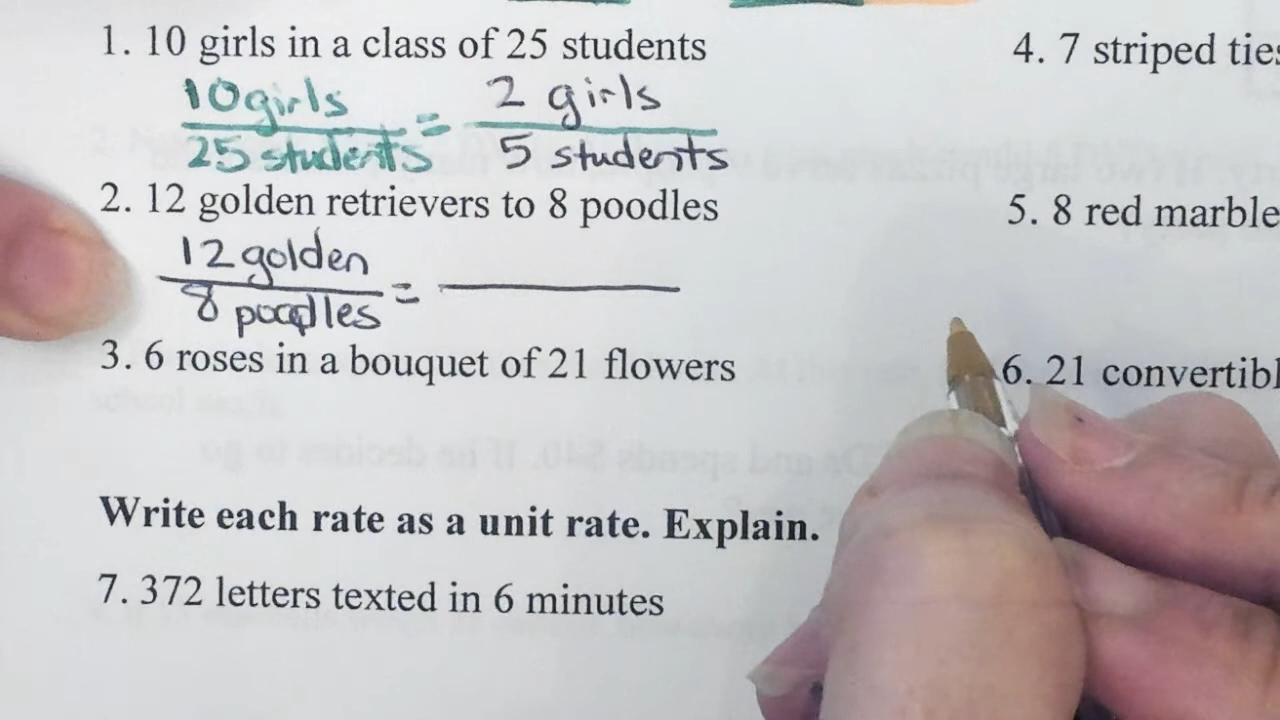 1. 10 girls in a class of 25 students
10 girls = 2 girls
25 students 5 students
2. 12 golden retrievers to 8 poodles
12 golden =
8 poodles
3. 6 roses in a bouquet of 21 flowers
Write each rate as a unit rate. Explain.
7. 372 letters texted in 6 minutes
4. 7 striped
5. 8 red
6. 21